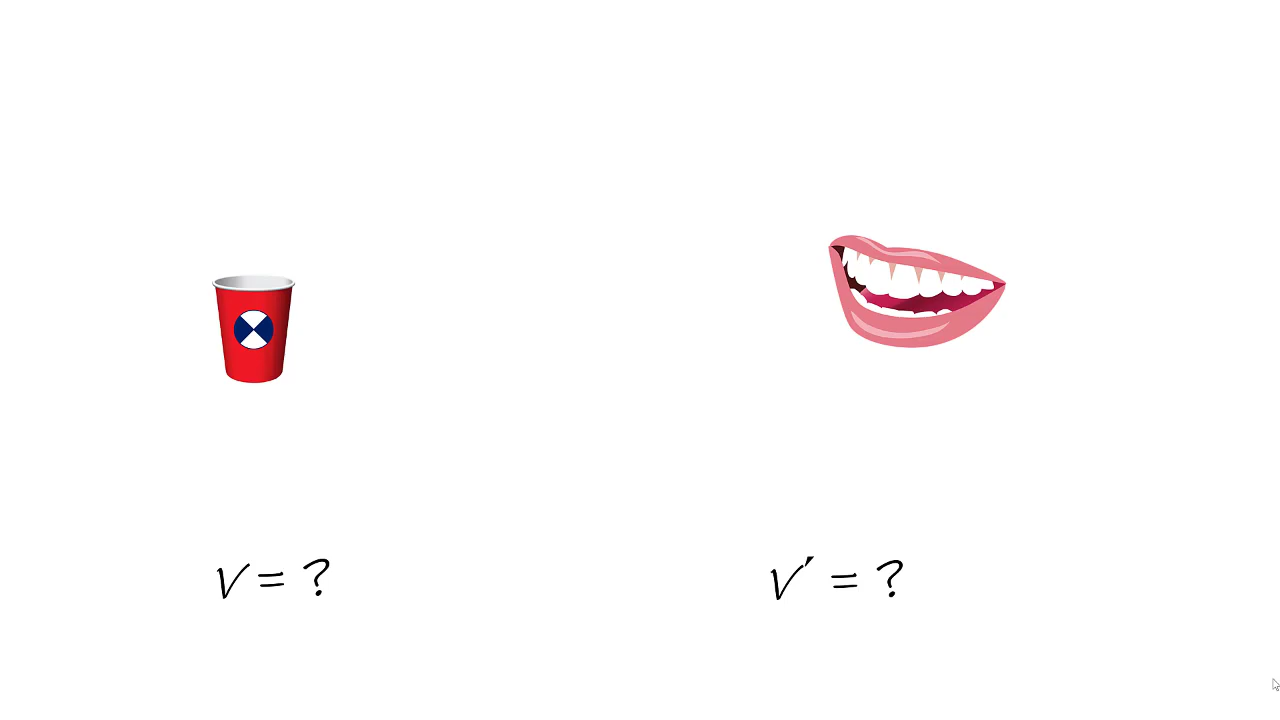 V = ?
V′ = ?